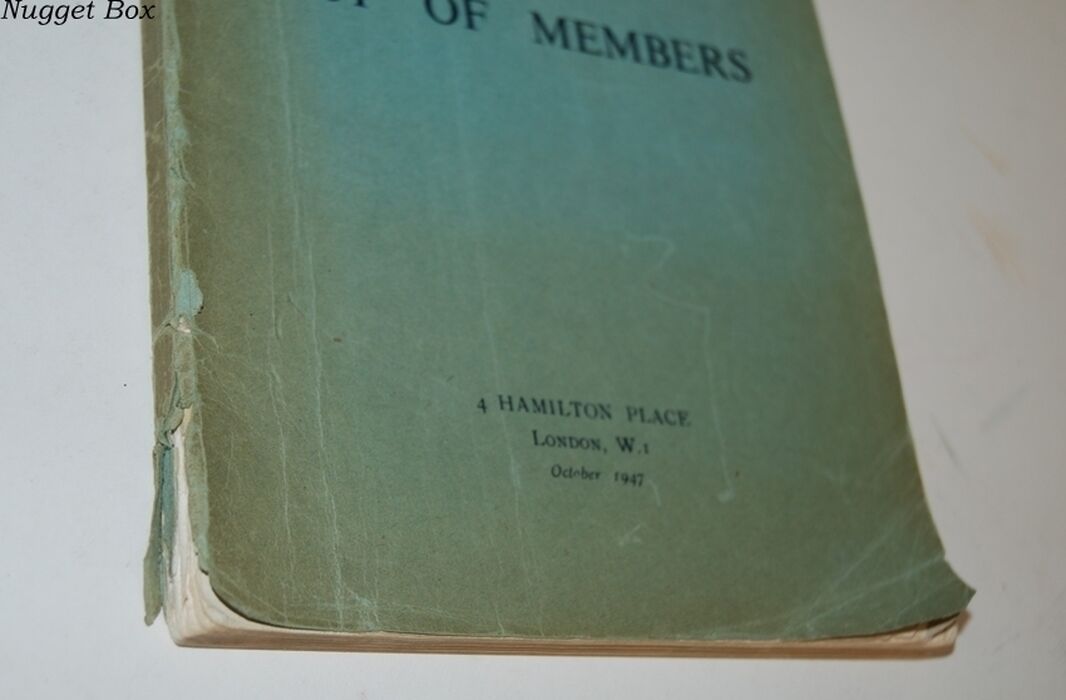 Nugget Box
OF MEMBERS
4 HAMILTON PLACE
LONDON, W.1
October 1947